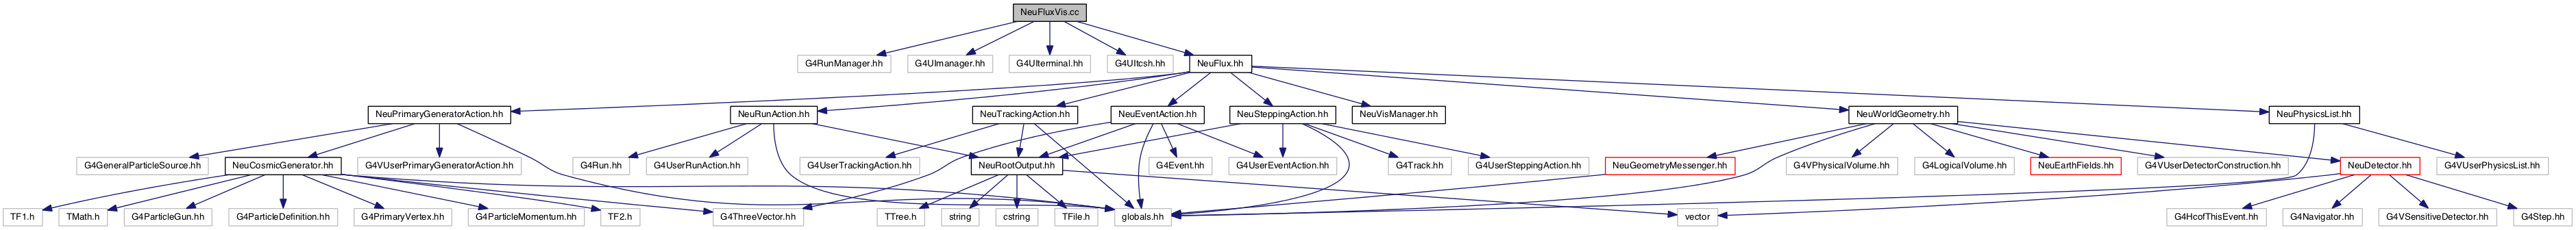 NeuFluxVis.cc
G4RunManager.hh
G4UImanager.hh
G4UIterminal.hh
G4UItcsh.hh
NeuFlux.hh
NeuPrimaryGeneratorAction.hh
NeuRunAction.hh
NeuTrackingAction.hh
NeuEventAction.hh
NeuSteppingAction.hh
NeuVisManager.hh
NeuWorldGeometry.hh
NeuPhysicsList.hh
G4GeneralParticleSource.hh
NeuCosmicGenerator.hh
G4VUserPrimaryGeneratorAction.hh
G4Run.hh
G4UserRunAction.hh
G4UserTrackingAction.hh
NeuRootOutput.hh
G4Event.hh
G4UserEventAction.hh
G4Track.hh
G4UserSteppingAction.hh
NeuGeometryMessenger.hh
G4VPhysicalVolume.hh
G4LogicalVolume.hh
NeuEarthFields.hh
G4VUserDetectorConstruction.hh
NeuDetector.hh
G4VUserPhysicsList.hh
TF1.h
TMath.h
G4ParticleGun.hh
G4ParticleDefinition.hh
G4PrimaryVertex.hh
G4ParticleMomentum.hh
TF2.h
G4ThreeVector.hh
TTree.h
string
cstring
TFile.h
globals.hh
vector
G4HcofThisEvent.hh
G4Navigator.hh
G4VSensitiveDetector.hh
G4Step.hh